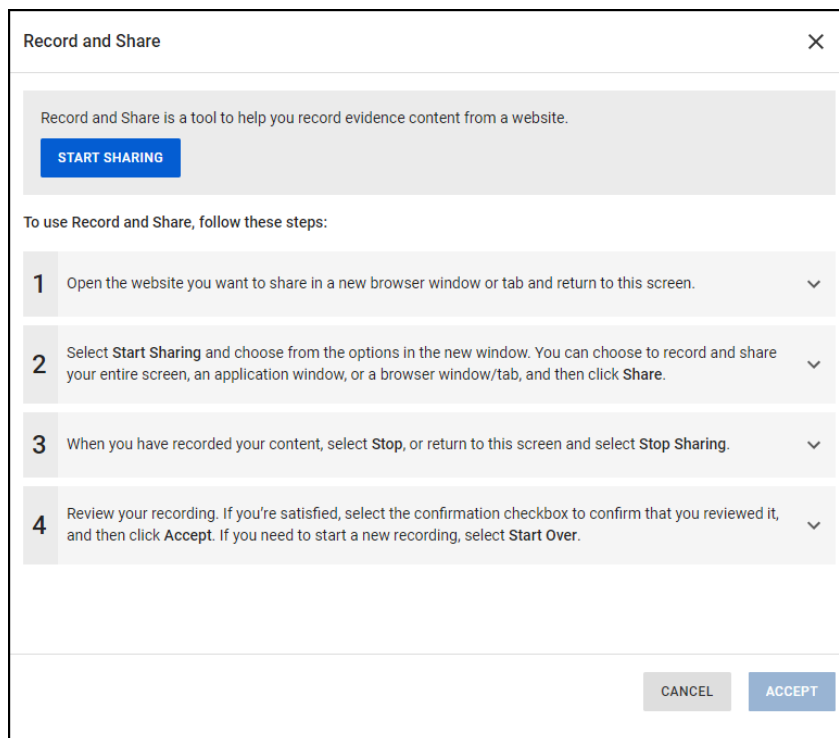 Record and Share
Record and Share is a tool to help you record evidence content from a website.
START SHARING
To use Record and Share, follow these steps:
1
Open the website you want to share in a new browser window or tab and return to this screen.
2
Select Start Sharing and choose from the options in the new window. You can choose to record and share
your entire screen, an application window, or a browser window/tab, and then click Share.
3
When you have recorded your content, select Stop, or return to this screen and select Stop Sharing.
4
Review your recording. If you’re satisfied, select the confirmation checkbox to confirm that you reviewed it,
and then click Accept. If you need to start a new recording, select Start Over.
CANCEL
ACCEPT